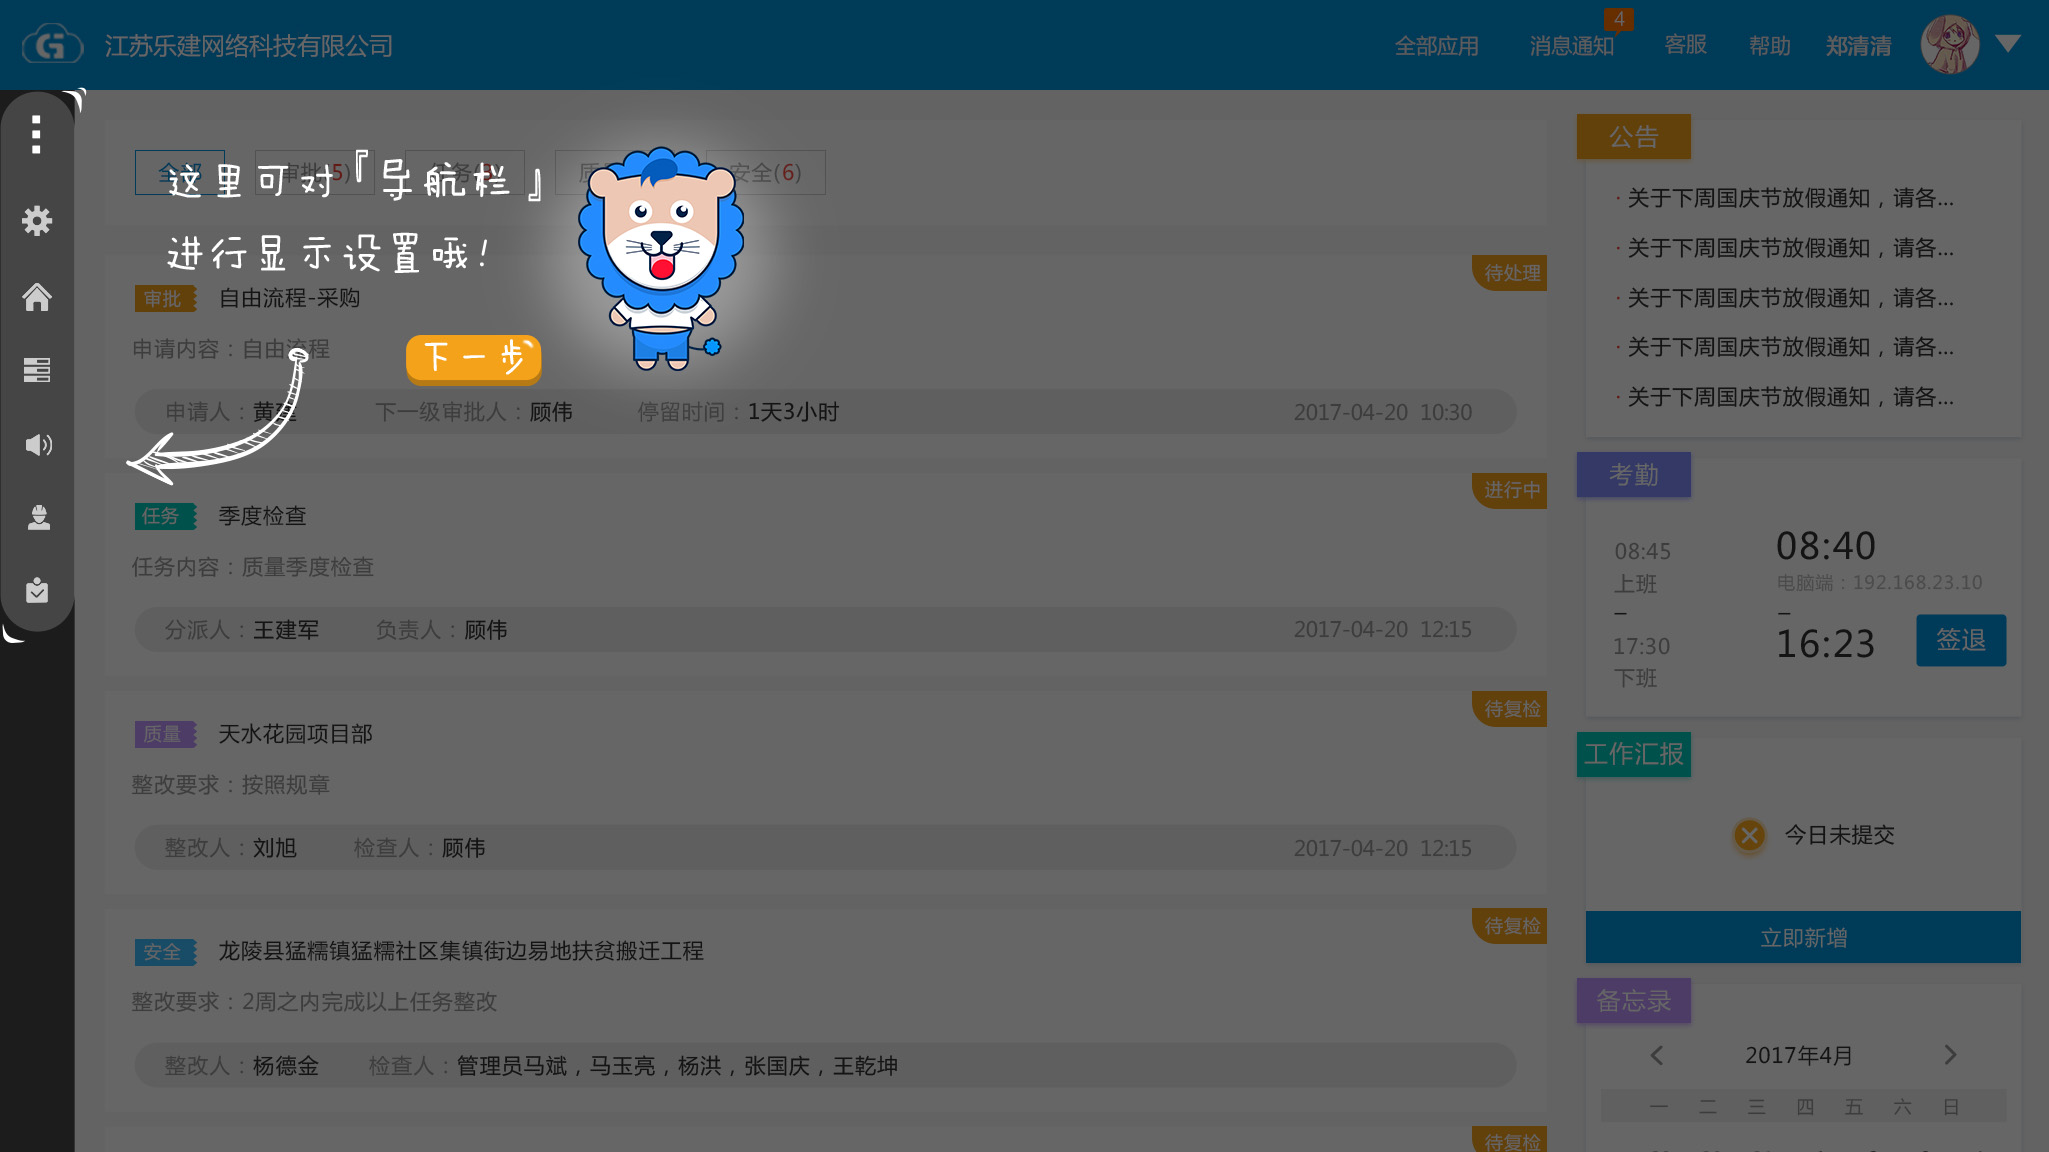 江苏乐建网络科技有限公司
全部应用 消息通知 4 客服 帮助 郑清清
全部 审批(5) 安全(6)
这里可对『导航栏』
进行显示设置哦!
下一步
审批 自由流程-采购 待处理
申请内容：自由流程
申请人：黄 下一级审批人：顾伟 停留时间：1天3小时 2017-04-20 10:30
任务 季度检查 进行中
任务内容：质量季度检查
分派人：王建军 负责人：顾伟 2017-04-20 12:15
质量 天水花园项目部 待复检
整改要求：按照规章
整改人：刘旭 检查人：顾伟 2017-04-20 12:15
安全 龙陵县猛糯镇猛糯社区集镇街边易地扶贫搬迁工程 待复检
整改要求：2周之内完成以上任务整改
整改人：杨德金 检查人：管理员马斌，马玉亮，杨洪，张国庆，王乾坤
待复检
公告
· 关于下周国庆节放假通知，请各...
· 关于下周国庆节放假通知，请各...
· 关于下周国庆节放假通知，请各...
· 关于下周国庆节放假通知，请各...
· 关于下周国庆节放假通知，请各...
考勤
08:45 08:40
上班 电脑端：192.168.23.10
– –
17:30 16:23 签退
下班
工作汇报
今日未提交
立即新增
备忘录
2017年4月
一 二 三 四 五 六 日